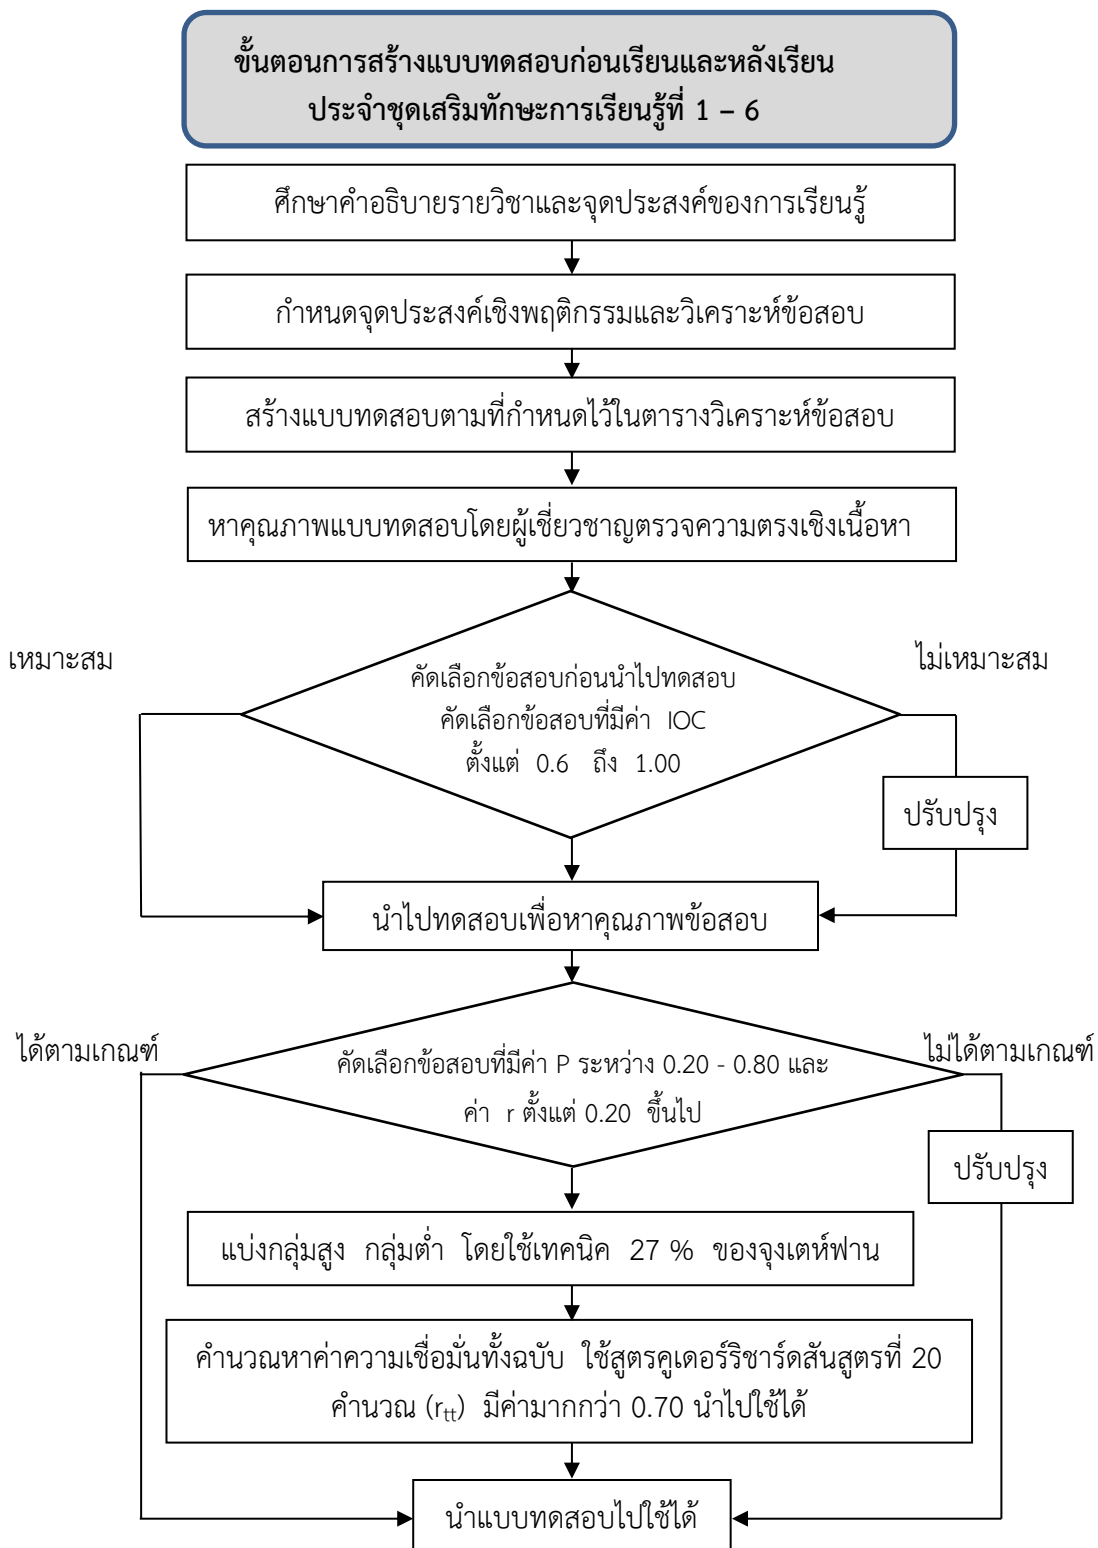 ขั้นตอนการสร้างแบบทดสอบก่อนเรียนและหลังเรียน
ประจำชุดเสริมทักษะการเรียนรู้ที่ 1 – 6
ศึกษาคำอธิบายรายวิชาและจุดประสงค์ของการเรียนรู้
กำหนดจุดประสงค์เชิงพฤติกรรมและวิเคราะห์ข้อสอบ
สร้างแบบทดสอบตามที่กำหนดไว้ในตารางวิเคราะห์ข้อสอบ
หาคุณภาพแบบทดสอบโดยผู้เชี่ยวชาญตรวจความตรงเชิงเนื้อหา
เหมาะสม
ไม่เหมาะสม
คัดเลือกข้อสอบก่อนนำไปทดสอบ
คัดเลือกข้อสอบที่มีค่า IOC
ตั้งแต่ 0.6 ถึง 1.00
ปรับปรุง
นำไปทดสอบเพื่อหาคุณภาพข้อสอบ
ได้ตามเกณฑ์
ไม่ได้ตามเกณฑ์
คัดเลือกข้อสอบที่มีค่า P ระหว่าง 0.20 - 0.80 และ
ค่า r ตั้งแต่ 0.20 ขึ้นไป
ปรับปรุง
แบ่งกลุ่มสูง กลุ่มต่ำ โดยใช้เทคนิค 27 % ของจุงเตห์ฟาน
คำนวณหาค่าความเชื่อมั่นทั้งฉบับ ใช้สูตรคูเดอร์ริชาร์ดสันสูตรที่ 20
คำนวณ (rtt) มีค่ามากกว่า 0.70 นำไปใช้ได้
นำแบบทดสอบไปใช้ได้